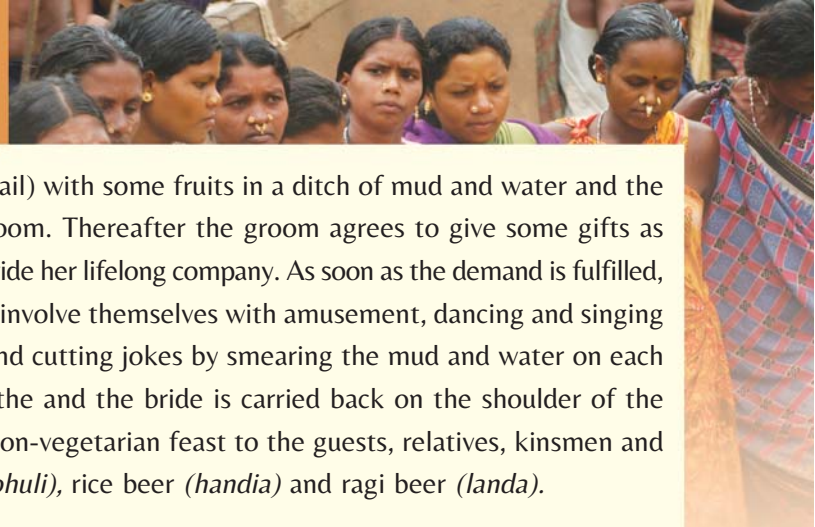 ail) with some fruits in a ditch of mud and water and the
oom. Thereafter the groom agrees to give some gifts as
ide her lifelong company. As soon as the demand is fulfilled,
involve themselves with amusement, dancing and singing
nd cutting jokes by smearing the mud and water on each
the and the bride is carried back on the shoulder of the
on-vegetarian feast to the guests, relatives, kinsmen and
huli), rice beer (handia) and ragi beer (landa).